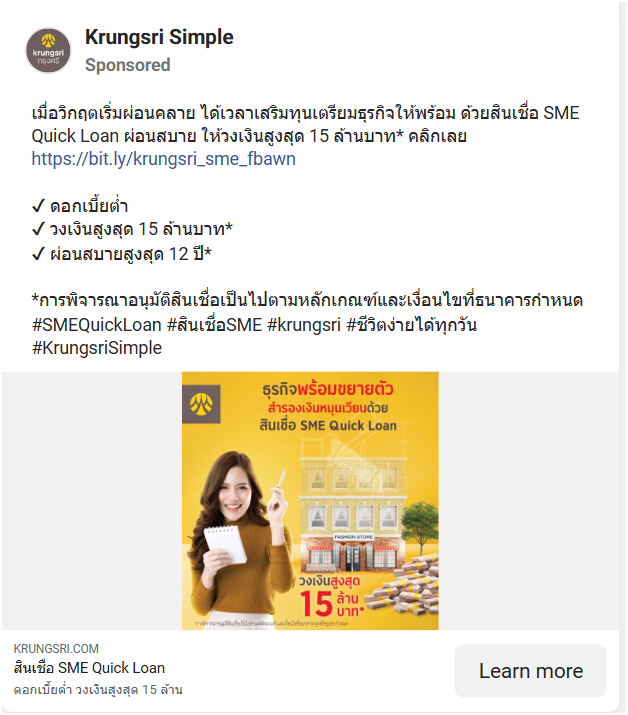 krungsri
กรุงศรี
Krungsri Simple
Sponsored
เมื่อวิกฤตเริ่มผ่อนคลาย ได้เวลาเสริมทุนเตรียมธุรกิจให้พร้อม ด้วยสินเชื่อ SME
Quick Loan ผ่อนสบาย ให้วงเงินสูงสุด 15 ล้านบาท* คลิกเลย
https://bit.ly/krungsri_sme_fbawn
✓ ดอกเบี้ยต่ำ
✓ วงเงินสูงสุด 15 ล้านบาท*
✓ ผ่อนสบายสูงสุด 12 ปี*
*การพิจารณาอนุมัติสินเชื่อเป็นไปตามหลักเกณฑ์และเงื่อนไขที่ธนาคารกำหนด
#SMEQuickLoan #สินเชื่อSME #krungsri #ชีวิตง่ายได้ทุกวัน
#KrungsriSimple
ธุรกิจพร้อมขยายตัว
สำรองเงินหมุนเวียนด้วย
สินเชื่อ SME Quick Loan
FASHION STORE
วงเงินสูงสุด
15 ล้านบาท*
KRUNGSRI.COM
สินเชื่อ SME Quick Loan
ดอกเบี้ยต่ำ วงเงินสูงสุด 15 ล้าน
Learn more